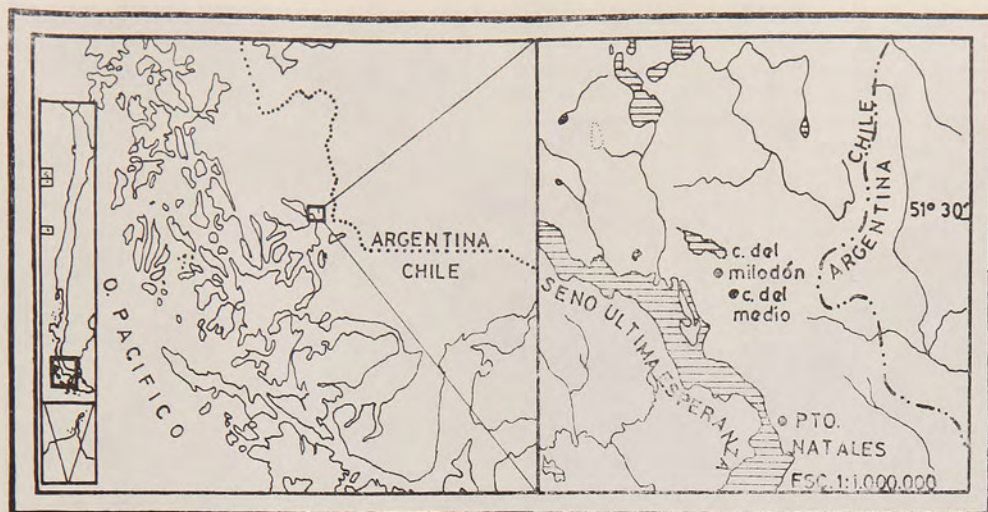 O. PACIFICO
ARGENTINA
CHILE
CHILE
ARGENTINA
51° 30'
c. del
milodón
c. del
medio
SENO ULTIMA ESPERANZA
PTO.
NATALES
ESC. 1:1.000.000